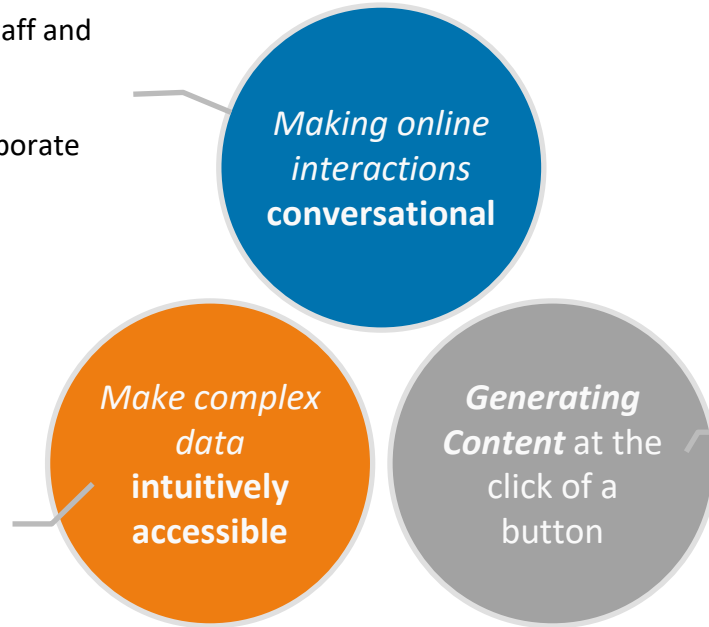 aff and
porate
Making online
interactions
conversational
Make complex
data
intuitively
accessible
Generating
Content at the
click of a
button